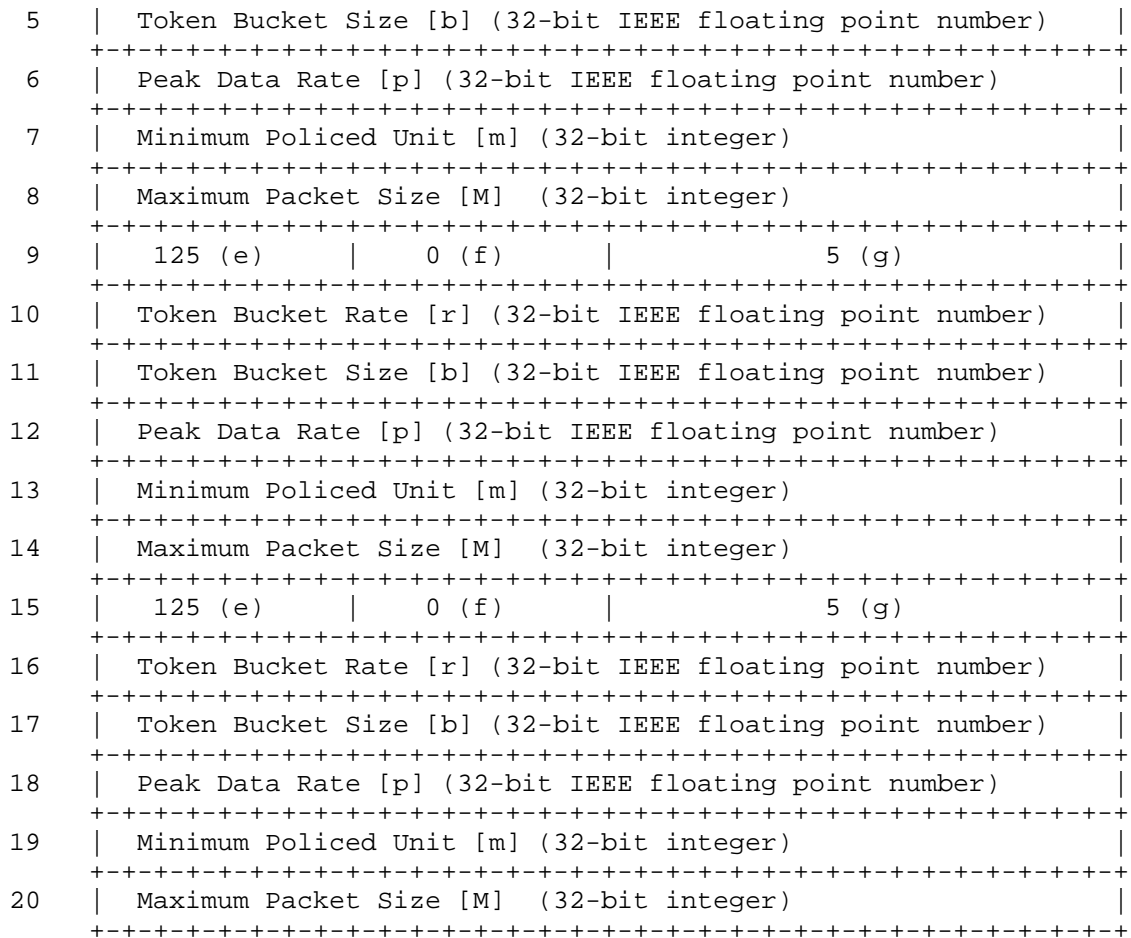 5 | Token Bucket Size [b] (32-bit IEEE floating point number) |
+-+-+-+-+-+-+-+-+-+-+-+-+-+-+-+-+-+-+-+-+-+-+-+-+-+-+-+-+-+-+-+-+
6 | Peak Data Rate [p] (32-bit IEEE floating point number) |
+-+-+-+-+-+-+-+-+-+-+-+-+-+-+-+-+-+-+-+-+-+-+-+-+-+-+-+-+-+-+-+-+
7 | Minimum Policed Unit [m] (32-bit integer) |
+-+-+-+-+-+-+-+-+-+-+-+-+-+-+-+-+-+-+-+-+-+-+-+-+-+-+-+-+-+-+-+-+
8 | Maximum Packet Size [M]  (32-bit integer) |
+-+-+-+-+-+-+-+-+-+-+-+-+-+-+-+-+-+-+-+-+-+-+-+-+-+-+-+-+-+-+-+-+
9 | 125 (e) | 0 (f) | 5 (g) |
+-+-+-+-+-+-+-+-+-+-+-+-+-+-+-+-+-+-+-+-+-+-+-+-+-+-+-+-+-+-+-+-+
10 | Token Bucket Rate [r] (32-bit IEEE floating point number) |
+-+-+-+-+-+-+-+-+-+-+-+-+-+-+-+-+-+-+-+-+-+-+-+-+-+-+-+-+-+-+-+-+
11 | Token Bucket Size [b] (32-bit IEEE floating point number) |
+-+-+-+-+-+-+-+-+-+-+-+-+-+-+-+-+-+-+-+-+-+-+-+-+-+-+-+-+-+-+-+-+
12 | Peak Data Rate [p] (32-bit IEEE floating point number) |
+-+-+-+-+-+-+-+-+-+-+-+-+-+-+-+-+-+-+-+-+-+-+-+-+-+-+-+-+-+-+-+-+
13 | Minimum Policed Unit [m] (32-bit integer) |
+-+-+-+-+-+-+-+-+-+-+-+-+-+-+-+-+-+-+-+-+-+-+-+-+-+-+-+-+-+-+-+-+
14 | Maximum Packet Size [M]  (32-bit integer) |
+-+-+-+-+-+-+-+-+-+-+-+-+-+-+-+-+-+-+-+-+-+-+-+-+-+-+-+-+-+-+-+-+
15 | 125 (e) | 0 (f) | 5 (g) |
+-+-+-+-+-+-+-+-+-+-+-+-+-+-+-+-+-+-+-+-+-+-+-+-+-+-+-+-+-+-+-+-+
16 | Token Bucket Rate [r] (32-bit IEEE floating point number) |
+-+-+-+-+-+-+-+-+-+-+-+-+-+-+-+-+-+-+-+-+-+-+-+-+-+-+-+-+-+-+-+-+
17 | Token Bucket Size [b] (32-bit IEEE floating point number) |
+-+-+-+-+-+-+-+-+-+-+-+-+-+-+-+-+-+-+-+-+-+-+-+-+-+-+-+-+-+-+-+-+
18 | Peak Data Rate [p] (32-bit IEEE floating point number) |
+-+-+-+-+-+-+-+-+-+-+-+-+-+-+-+-+-+-+-+-+-+-+-+-+-+-+-+-+-+-+-+-+
19 | Minimum Policed Unit [m] (32-bit integer) |
+-+-+-+-+-+-+-+-+-+-+-+-+-+-+-+-+-+-+-+-+-+-+-+-+-+-+-+-+-+-+-+-+
20 | Maximum Packet Size [M]  (32-bit integer) |
+-+-+-+-+-+-+-+-+-+-+-+-+-+-+-+-+-+-+-+-+-+-+-+-+-+-+-+-+-+-+-+-+